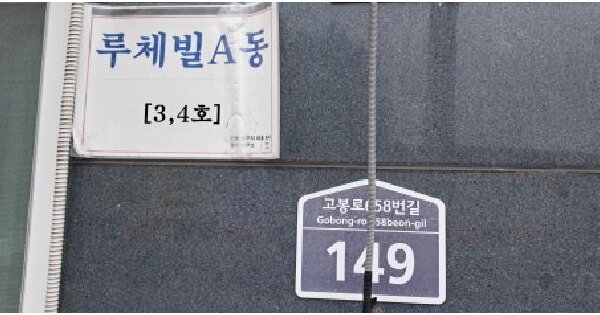 루체빌A동
[3,4호]
고봉로658번길
Gobong-ro 658beon-gil
149